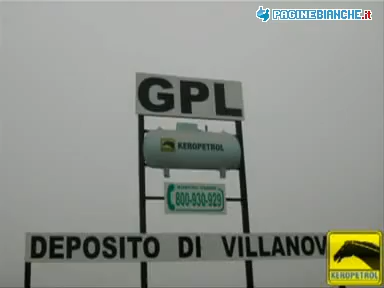 PAGINEBIANCHE.it
GPL
KEROPETROL
800-930-929
DEPOSITO DI VILLANOV
KEROPETROL